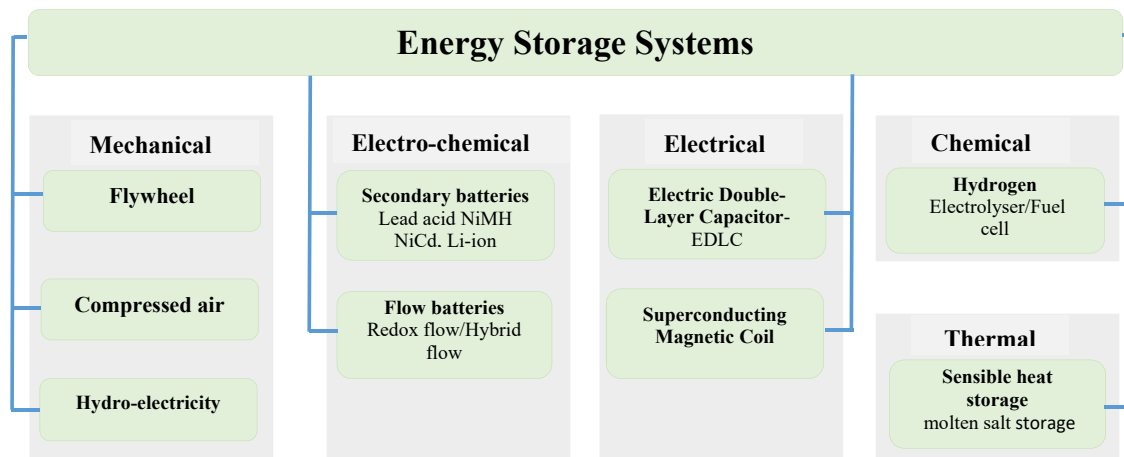 Energy Storage Systems
Mechanical
Flywheel
Compressed air
Hydro-electricity
Electro-chemical
Secondary batteries
Lead acid NiMH
NiCd. Li-ion
Flow batteries
Redox flow/Hybrid
flow
Electrical
Electric Double-
Layer Capacitor-
EDLC
Superconducting
Magnetic Coil
Chemical
Hydrogen
Electrolyser/Fuel
cell
Thermal
Sensible heat
storage
molten salt storage